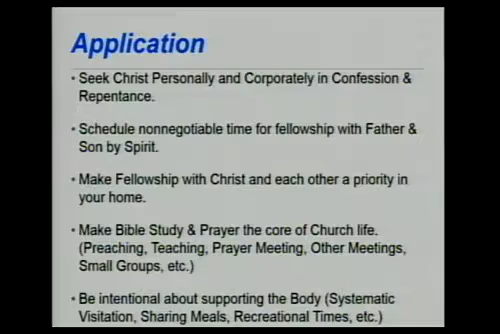 Application
• Seek Christ Personally and Corporately in Confession &
Repentance.
• Schedule nonnegotiable time for fellowship with Father &
Son by Spirit.
• Make Fellowship with Christ and each other a priority in
your home.
• Make Bible Study & Prayer the core of Church life.
(Preaching, Teaching, Prayer Meeting, Other Meetings,
Small Groups, etc.)
• Be intentional about supporting the Body (Systematic
Visitation, Sharing Meals, Recreational Times, etc.)